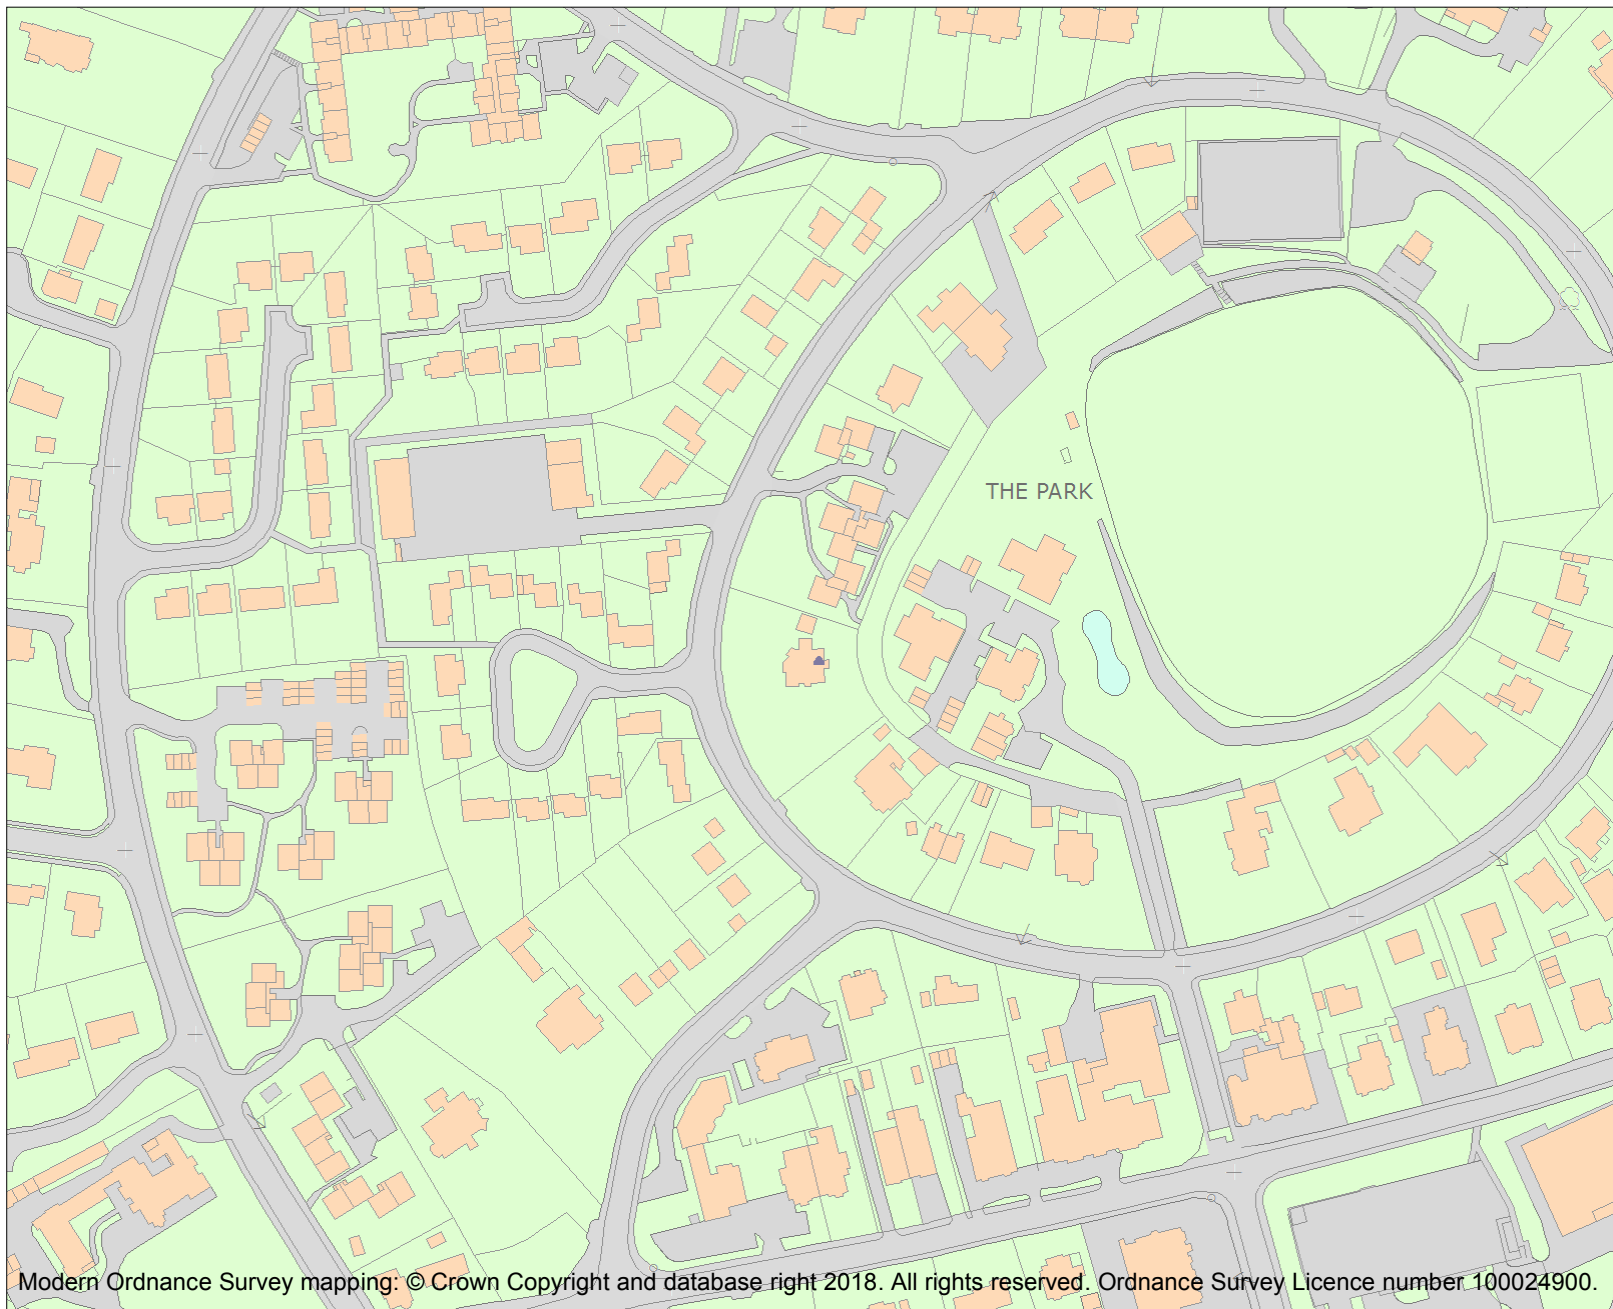 THE PARK
Modern Ordnance Survey mapping: © Crown Copyright and database right 2018. All rights reserved. Ordnance Survey Licence number 100024900.